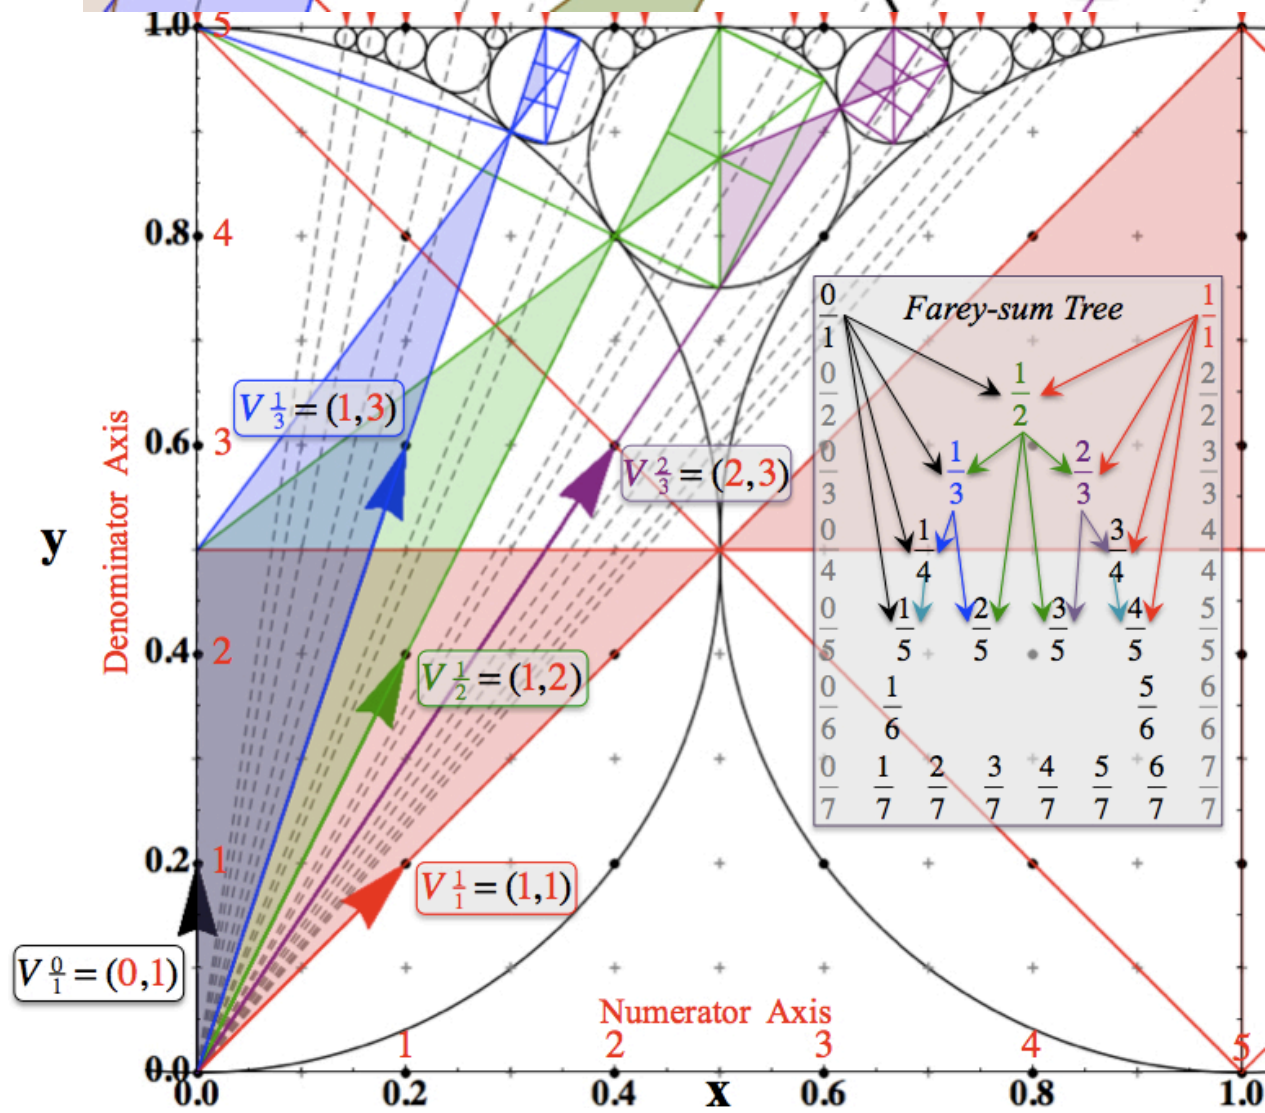 1.0 5
0.8 4
0.6 3
0.4 2
0.2 1
0.0
y
Denominator Axis
V 1/3 = (1,3)
V 2/3 = (2,3)
V 1/2 = (1,2)
V 1/1 = (1,1)
V 0/1 = (0,1)
Farey-sum Tree
0/1 1/1
0/2 1/2 2/2
0/3 1/3 2/3 3/3
0/4 1/4 3/4 4/4
0/5 1/5 2/5 3/5 4/5 5/5
0/6 1/6 5/6 6/6
0/7 1/7 2/7 3/7 4/7 5/7 6/7 7/7
Numerator Axis
1 2 3 4 5
0.0 0.2 0.4 x 0.6 0.8 1.0